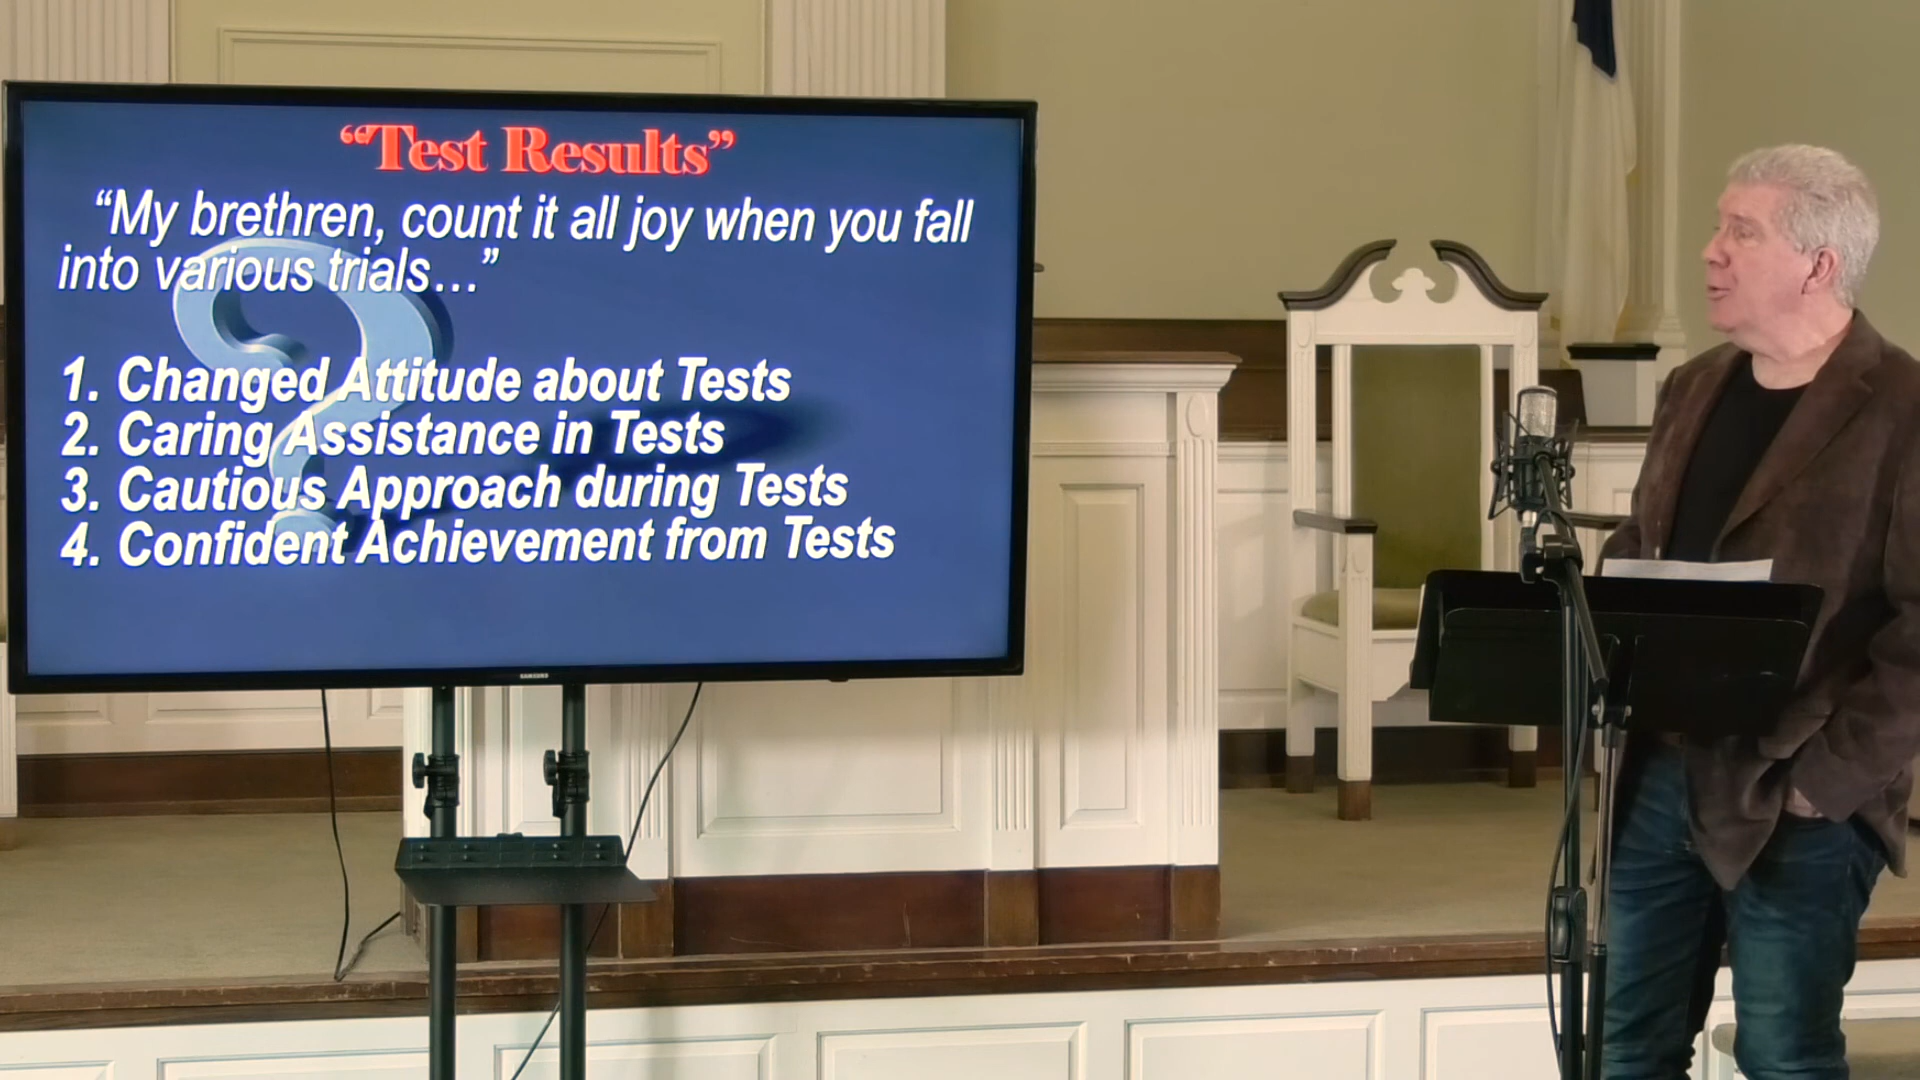 “Test Results”
“My brethren, count it all joy when you fall
into various trials…”
1. Changed Attitude about Tests
2. Caring Assistance in Tests
3. Cautious Approach during Tests
4. Confident Achievement from Tests
SAMSUNG